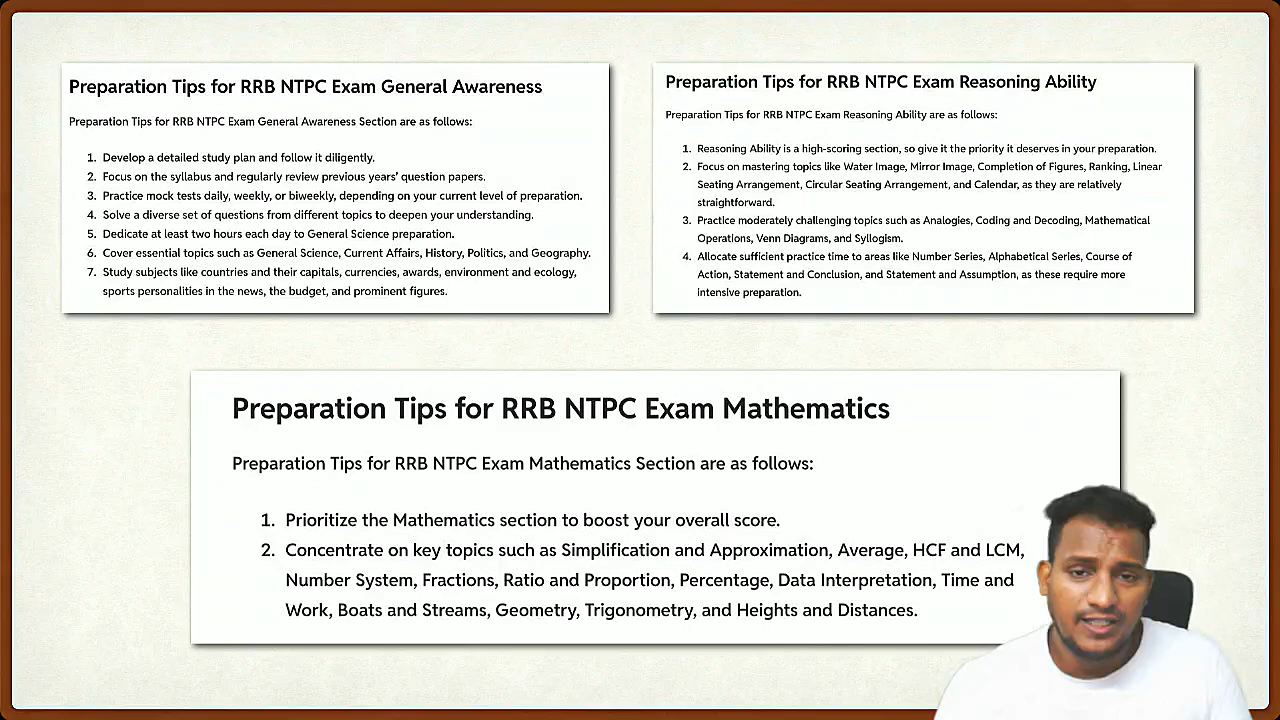 Preparation Tips for RRB NTPC Exam General Awareness
Preparation Tips for RRB NTPC Exam General Awareness Section are as follows:
1. Develop a detailed study plan and follow it diligently.
2. Focus on the syllabus and regularly review previous years' question papers.
3. Practice mock tests daily, weekly, or biweekly, depending on your current level of preparation.
4. Solve a diverse set of questions from different topics to deepen your understanding.
5. Dedicate at least two hours each day to General Science preparation.
6. Cover essential topics such as General Science, Current Affairs, History, Politics, and Geography.
7. Study subjects like countries and their capitals, currencies, awards, environment and ecology,
sports personalities in the news, the budget, and prominent figures.
Preparation Tips for RRB NTPC Exam Reasoning Ability
Preparation Tips for RRB NTPC Exam Reasoning Ability are as follows:
1. Reasoning Ability is a high-scoring section, so give it the priority it deserves in your preparation.
2. Focus on mastering topics like Water Image, Mirror Image, Completion of Figures, Ranking, Linear
Seating Arrangement, Circular Seating Arrangement, and Calendar, as they are relatively
straightforward.
3. Practice moderately challenging topics such as Analogies, Coding and Decoding, Mathematical
Operations, Venn Diagrams, and Syllogism.
4. Allocate sufficient practice time to areas like Number Series, Alphabetical Series, Course of
Action, Statement and Conclusion, and Statement and Assumption, as these require more
intensive preparation.
Preparation Tips for RRB NTPC Exam Mathematics
Preparation Tips for RRB NTPC Exam Mathematics Section are as follows:
1. Prioritize the Mathematics section to boost your overall score.
2. Concentrate on key topics such as Simplification and Approximation, Average, HCF and LCM,
Number System, Fractions, Ratio and Proportion, Percentage, Data Interpretation, Time and
Work, Boats and Streams, Geometry, Trigonometry, and Heights and Distances.